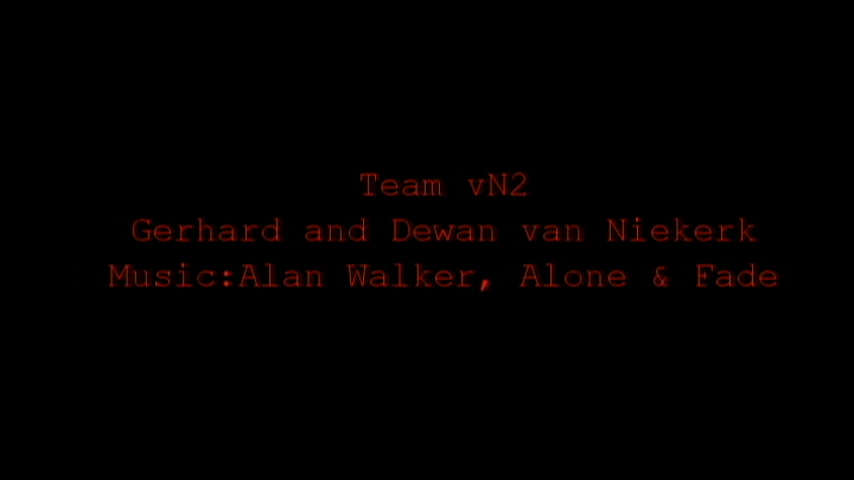 Team vN2
Gerhard and Dewan van Niekerk
Music:Alan Walker, Alone & Fade